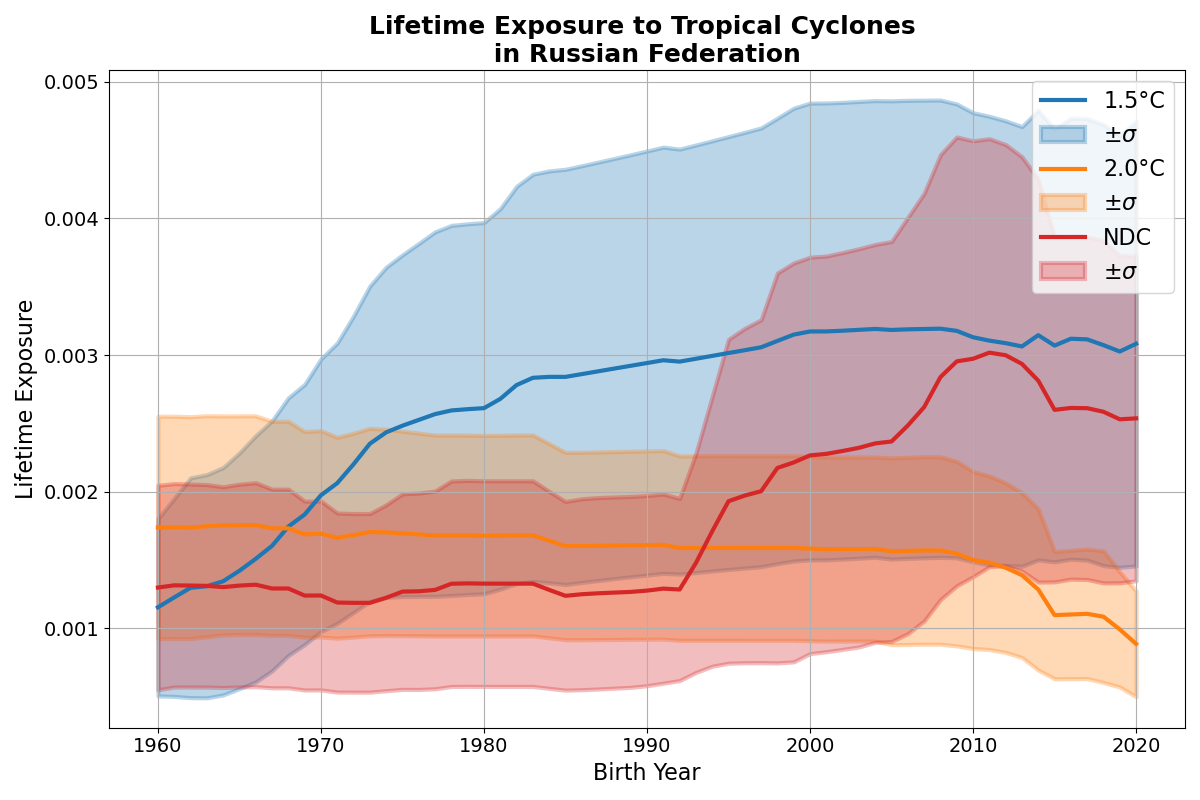 Lifetime Exposure to Tropical Cyclones
in Russian Federation
0.005
0.004
0.003
0.002
0.001
Lifetime Exposure
1.5°C
±σ
2.0°C
±σ
NDC
±σ
1960 1970 1980 1990 2000 2010 2020
Birth Year